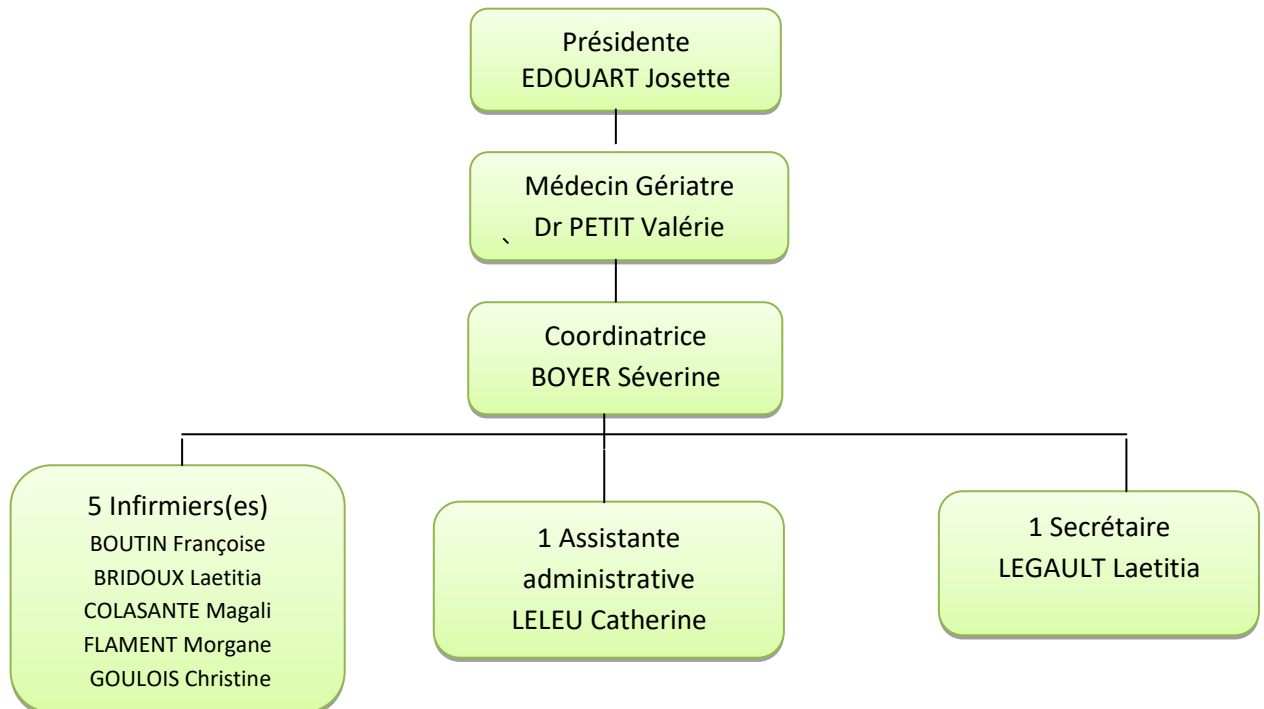 Présidente
EDOUART Josette
Médecin Gériatre
Dr PETIT Valérie
Coordinatrice
BOYER Séverine
5 Infirmiers(es)
BOUTIN Françoise
BRIDOUX Laetitia
COLASANTE Magali
FLAMENT Morgane
GOULOIS Christine
1 Assistante
administrative
LELEU Catherine
1 Secrétaire
LEGAULT Laetitia